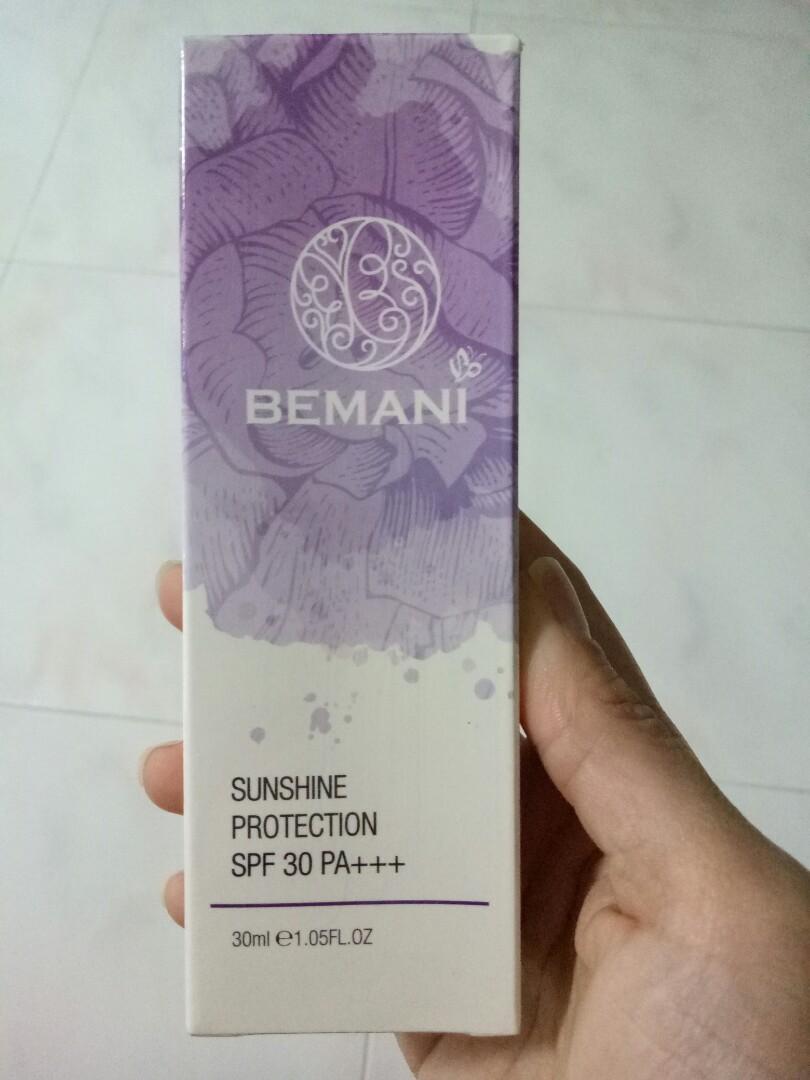 BEMANI
SUNSHINE
PROTECTION
SPF 30 PA+++
30ml ℮1.05FL.OZ